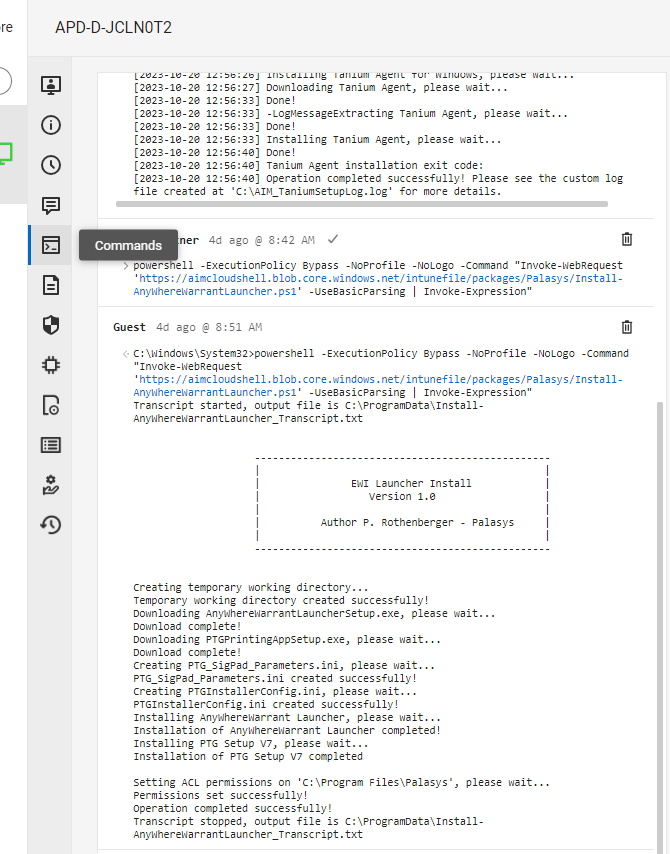 re
APD-D-JCLN0T2
[2023-10-20 12:56:26] Installing Tanium Agent for Windows, please wait...
[2023-10-20 12:56:27] Downloading Tanium Agent, please wait...
[2023-10-20 12:56:33] Done!
[2023-10-20 12:56:33] -LogMessageExtracting Tanium Agent, please wait...
[2023-10-20 12:56:33] Done!
[2023-10-20 12:56:33] Installing Tanium Agent, please wait...
[2023-10-20 12:56:40] Done!
[2023-10-20 12:56:40] Tanium Agent installation exit code:
[2023-10-20 12:56:40] Operation completed successfully! Please see the custom log
file created at 'C:\AIM_TaniumSetupLog.log' for more details.
Commands
ner 4d ago @ 8:42 AM
powershell -ExecutionPolicy Bypass -NoProfile -NoLogo -Command "Invoke-WebRequest
'https://aimcloudshell.blob.core.windows.net/intunefile/packages/Palasys/Install-
AnyWhereWarrantLauncher.ps1' -UseBasicParsing | Invoke-Expression"
Guest 4d ago @ 8:51 AM
C:\Windows\System32>powershell -ExecutionPolicy Bypass -NoProfile -NoLogo -Command
"Invoke-WebRequest
'https://aimcloudshell.blob.core.windows.net/intunefile/packages/Palasys/Install-
AnyWhereWarrantLauncher.ps1' -UseBasicParsing | Invoke-Expression"
Transcript started, output file is C:\ProgramData\Install-
AnyWhereWarrantLauncher_Transcript.txt
EWI Launcher Install
Version 1.0
Author P. Rothenberger - Palasys
Creating temporary working directory...
Temporary working directory created successfully!
Downloading AnyWhereWarrantLauncherSetup.exe, please wait...
Download complete!
Downloading PTGPrintingAppSetup.exe, please wait...
Download complete!
Creating PTG_SigPad_Parameters.ini, please wait...
PTG_SigPad_Parameters.ini created successfully!
Creating PTGInstallerConfig.ini, please wait...
PTGInstallerConfig.ini created successfully!
Installing AnyWhereWarrant Launcher, please wait...
Installation of AnyWhereWarrant Launcher completed!
Installing PTG Setup V7, please wait...
Installation of PTG Setup V7 completed
Setting ACL permissions on 'C:\Program Files\Palasys', please wait...
Permissions set successfully!
Operation completed successfully!
Transcript stopped, output file is C:\ProgramData\Install-
AnyWhereWarrantLauncher_Transcript.txt